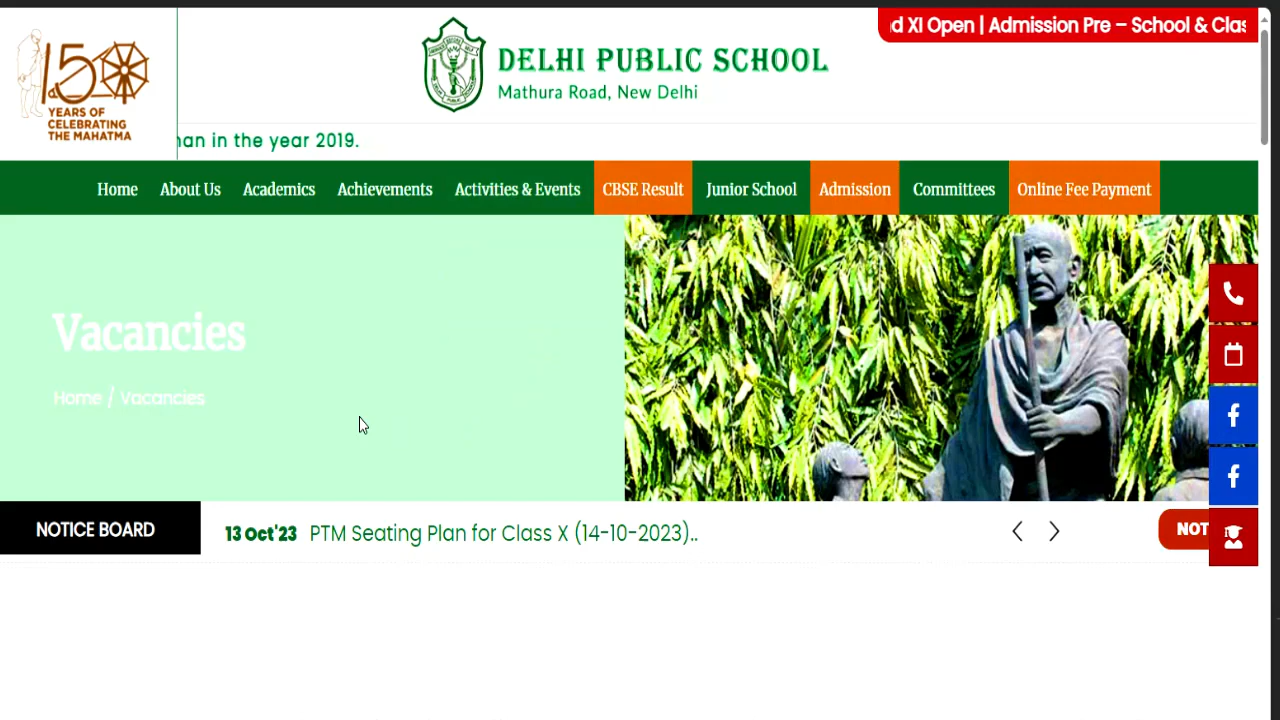 150
YEARS OF
CELEBRATING
THE MAHATMA
DELHI PUBLIC SCHOOL
Mathura Road, New Delhi
XI Open | Admission Pre – School & Clas
in the year 2019.
Home About Us Academics Achievements Activities & Events CBSE Result Junior School Admission Committees Online Fee Payment
Vacancies
Home / Vacancies
NOTICE BOARD
13 Oct'23 PTM Seating Plan for Class X (14-10-2023)..
NOT